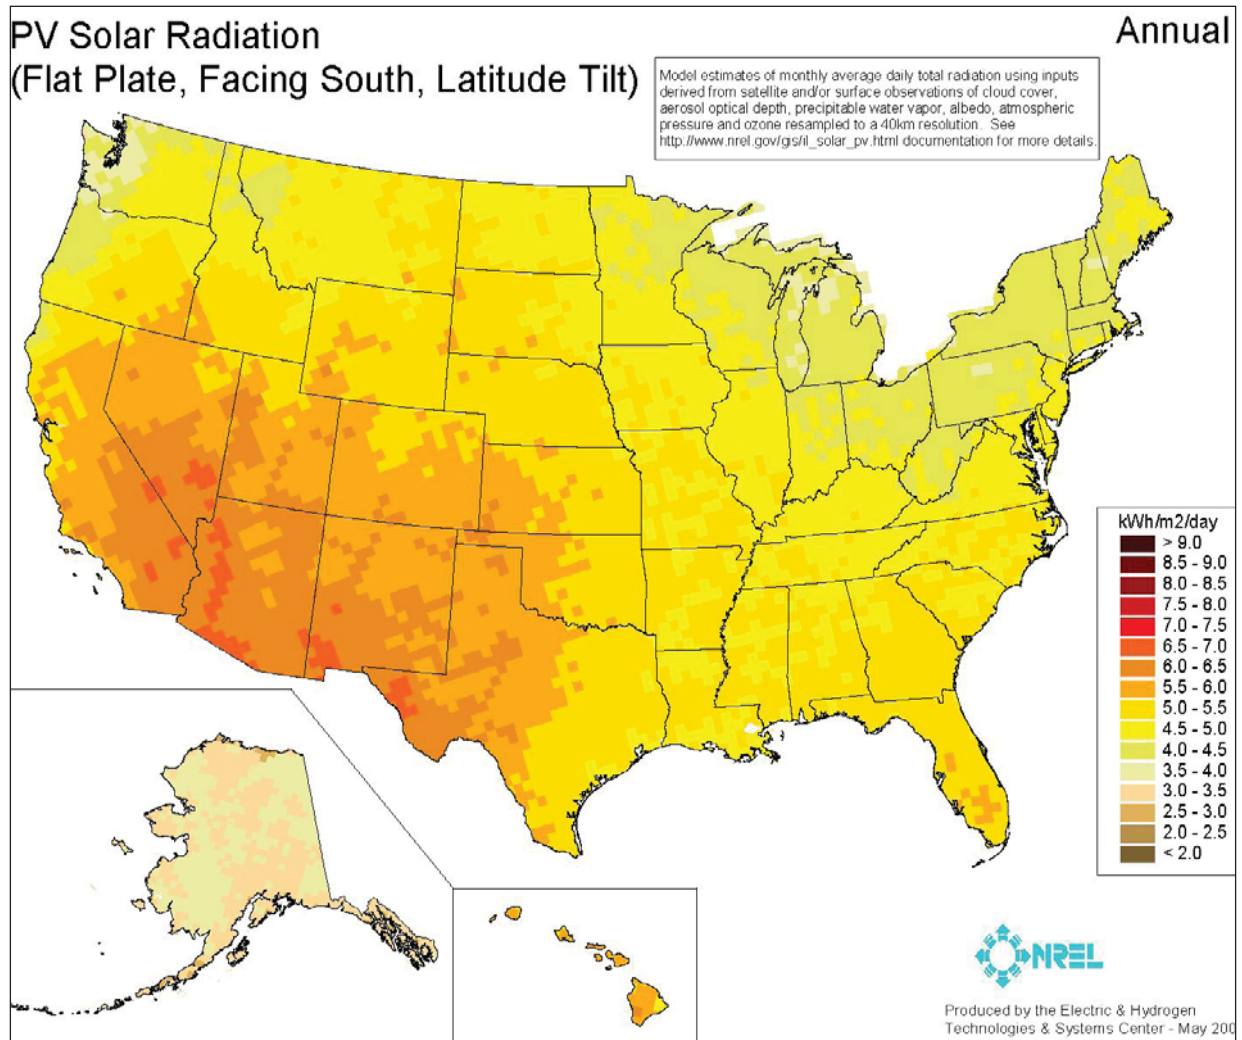 PV Solar Radiation
(Flat Plate, Facing South, Latitude Tilt)
Annual
Model estimates of monthly average daily total radiation using inputs
derived from satellite and/or surface observations of cloud cover,
aerosol optical depth, precipitable water vapor, albedo, atmospheric
pressure and ozone resampled to a 40km resolution. See
http://www.nrel.gov/gis/il_solar_pv.html documentation for more details.
kWh/m2/day
> 9.0
8.5 - 9.0
8.0 - 8.5
7.5 - 8.0
7.0 - 7.5
6.5 - 7.0
6.0 - 6.5
5.5 - 6.0
5.0 - 5.5
4.5 - 5.0
4.0 - 4.5
3.5 - 4.0
3.0 - 3.5
2.5 - 3.0
2.0 - 2.5
< 2.0
NREL
Produced by the Electric & Hydrogen
Technologies & Systems Center - May